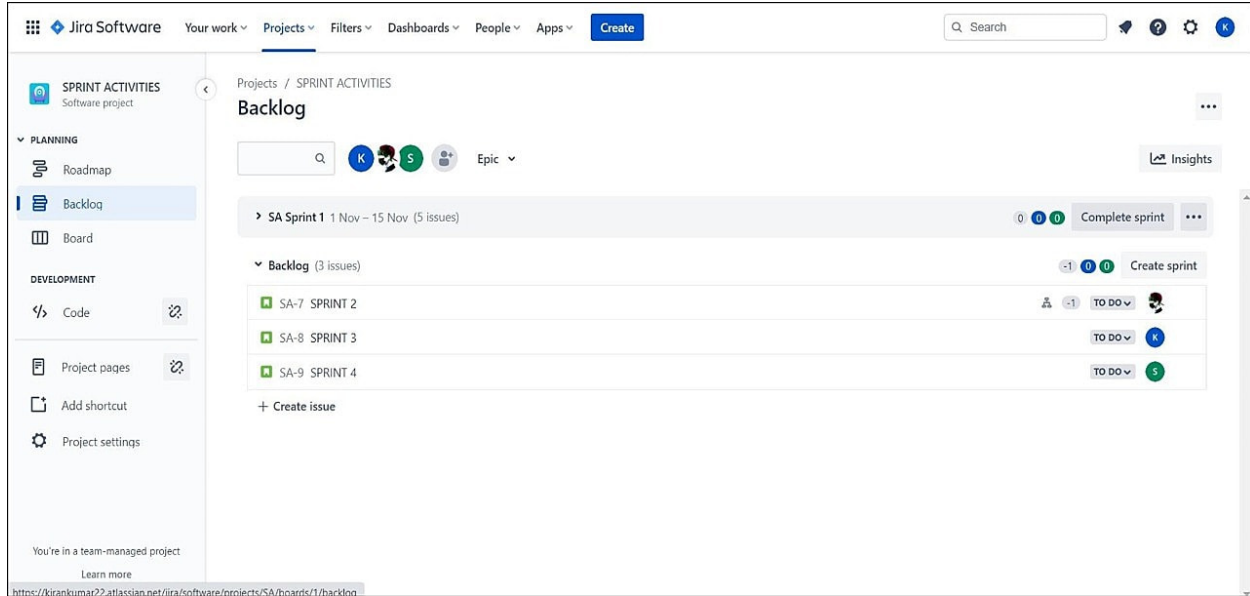 Jira Software Your work Projects Filters Dashboards People Apps Create Search K
SPRINT ACTIVITIES
Software project
PLANNING
Roadmap
Backlog
Board
DEVELOPMENT
Code
Project pages
Add shortcut
Project settings
You're in a team-managed project
Learn more
https://kirankumar22.atlassian.net/jira/software/projects/SA/boards/1/backlog
Projects / SPRINT ACTIVITIES
Backlog
K S Epic Insights
SA Sprint 1 1 Nov – 15 Nov (5 issues) 0 0 0 Complete sprint
Backlog (3 issues) -1 0 0 Create sprint
SA-7 SPRINT 2 -1 TO DO
SA-8 SPRINT 3 TO DO K
SA-9 SPRINT 4 TO DO S
+ Create issue